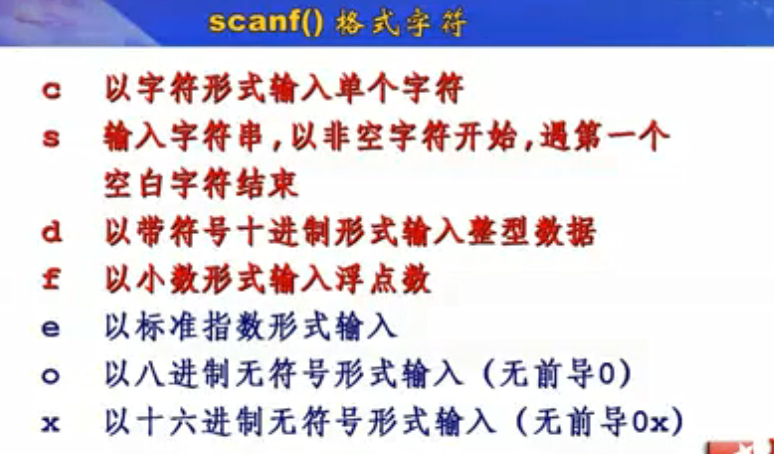 scanf() 格式字符
c 以字符形式输入单个字符
s 输入字符串,以非空字符开始,遇第一个
空白字符结束
d 以带符号十进制形式输入整型数据
f 以小数形式输入浮点数
e 以标准指数形式输入
o 以八进制无符号形式输入（无前导0）
x 以十六进制无符号形式输入（无前导0x）